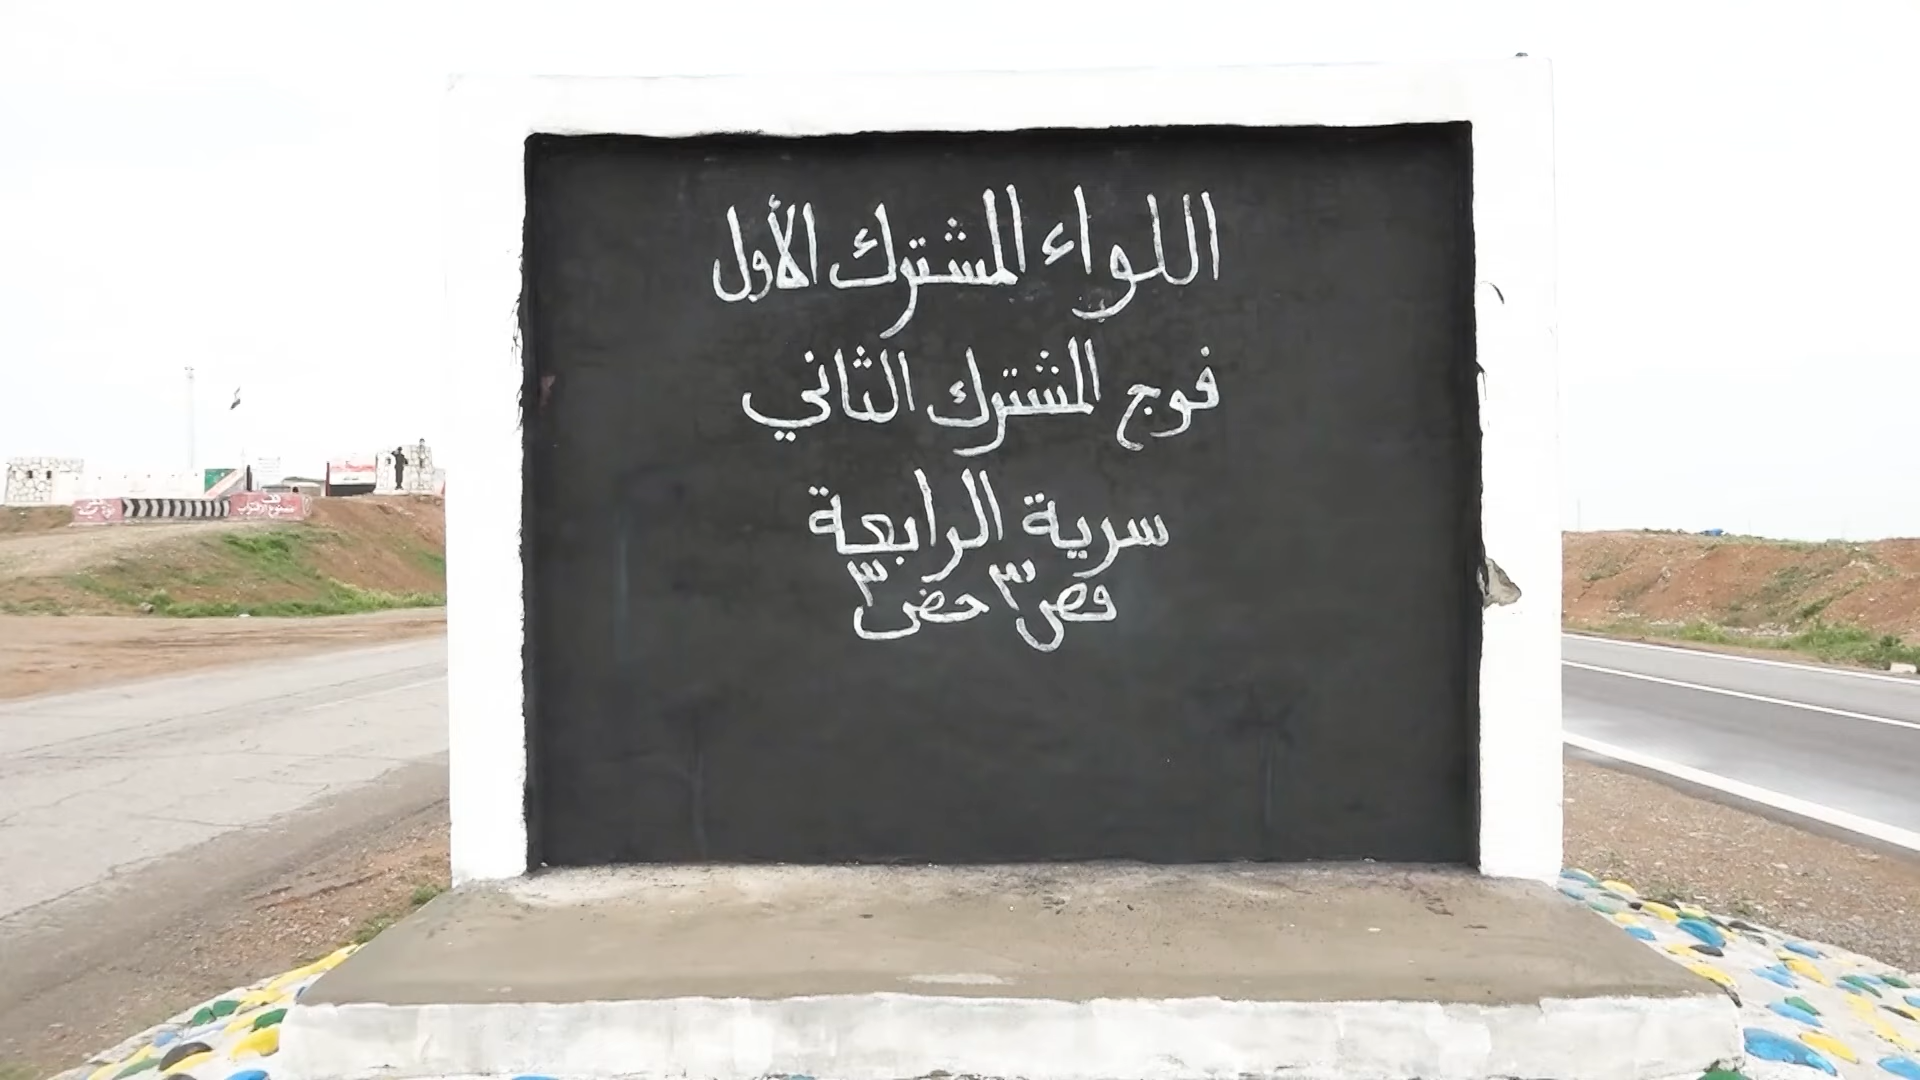 اللواء المشترك الأول
فوج المشترك الثاني
سرية الرابعة
فص٣ حض٣